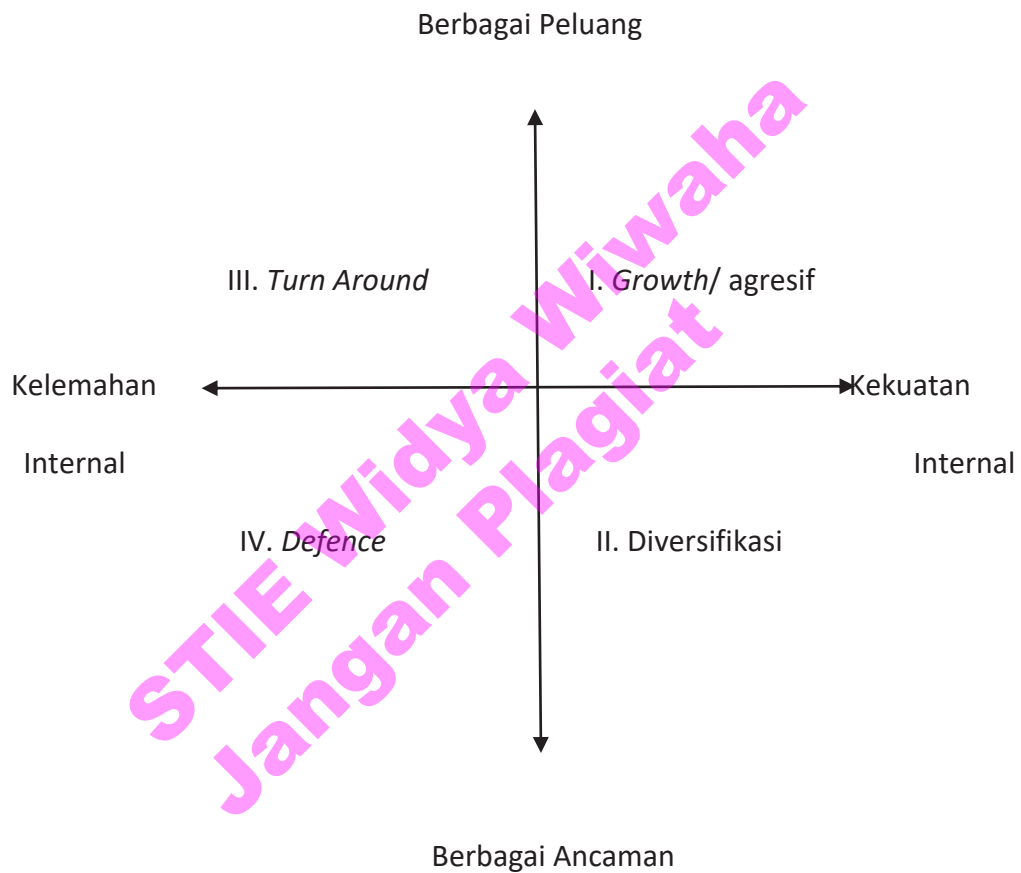 Berbagai Peluang
III. Turn Around
I. Growth/ agresif
Kelemahan
Kekuatan
Internal
Internal
IV. Defence
II. Diversifikasi
Berbagai Ancaman
STIE Widya Wiwaha
Jangan Plagiat